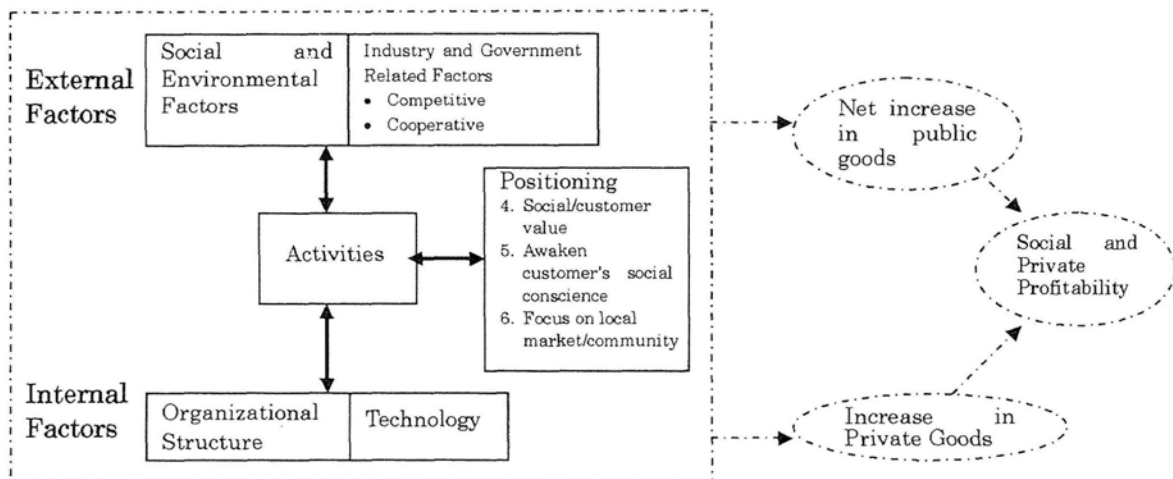 External
Factors
Social and
Environmental
Factors
Industry and Government
Related Factors
• Competitive
• Cooperative
Activities
Positioning
4. Social/customer
value
5. Awaken
customer's social
conscience
6. Focus on local
market/community
Internal
Factors
Organizational
Structure
Technology
Net increase
in public
goods
Social and
Private
Profitability
Increase in
Private Goods